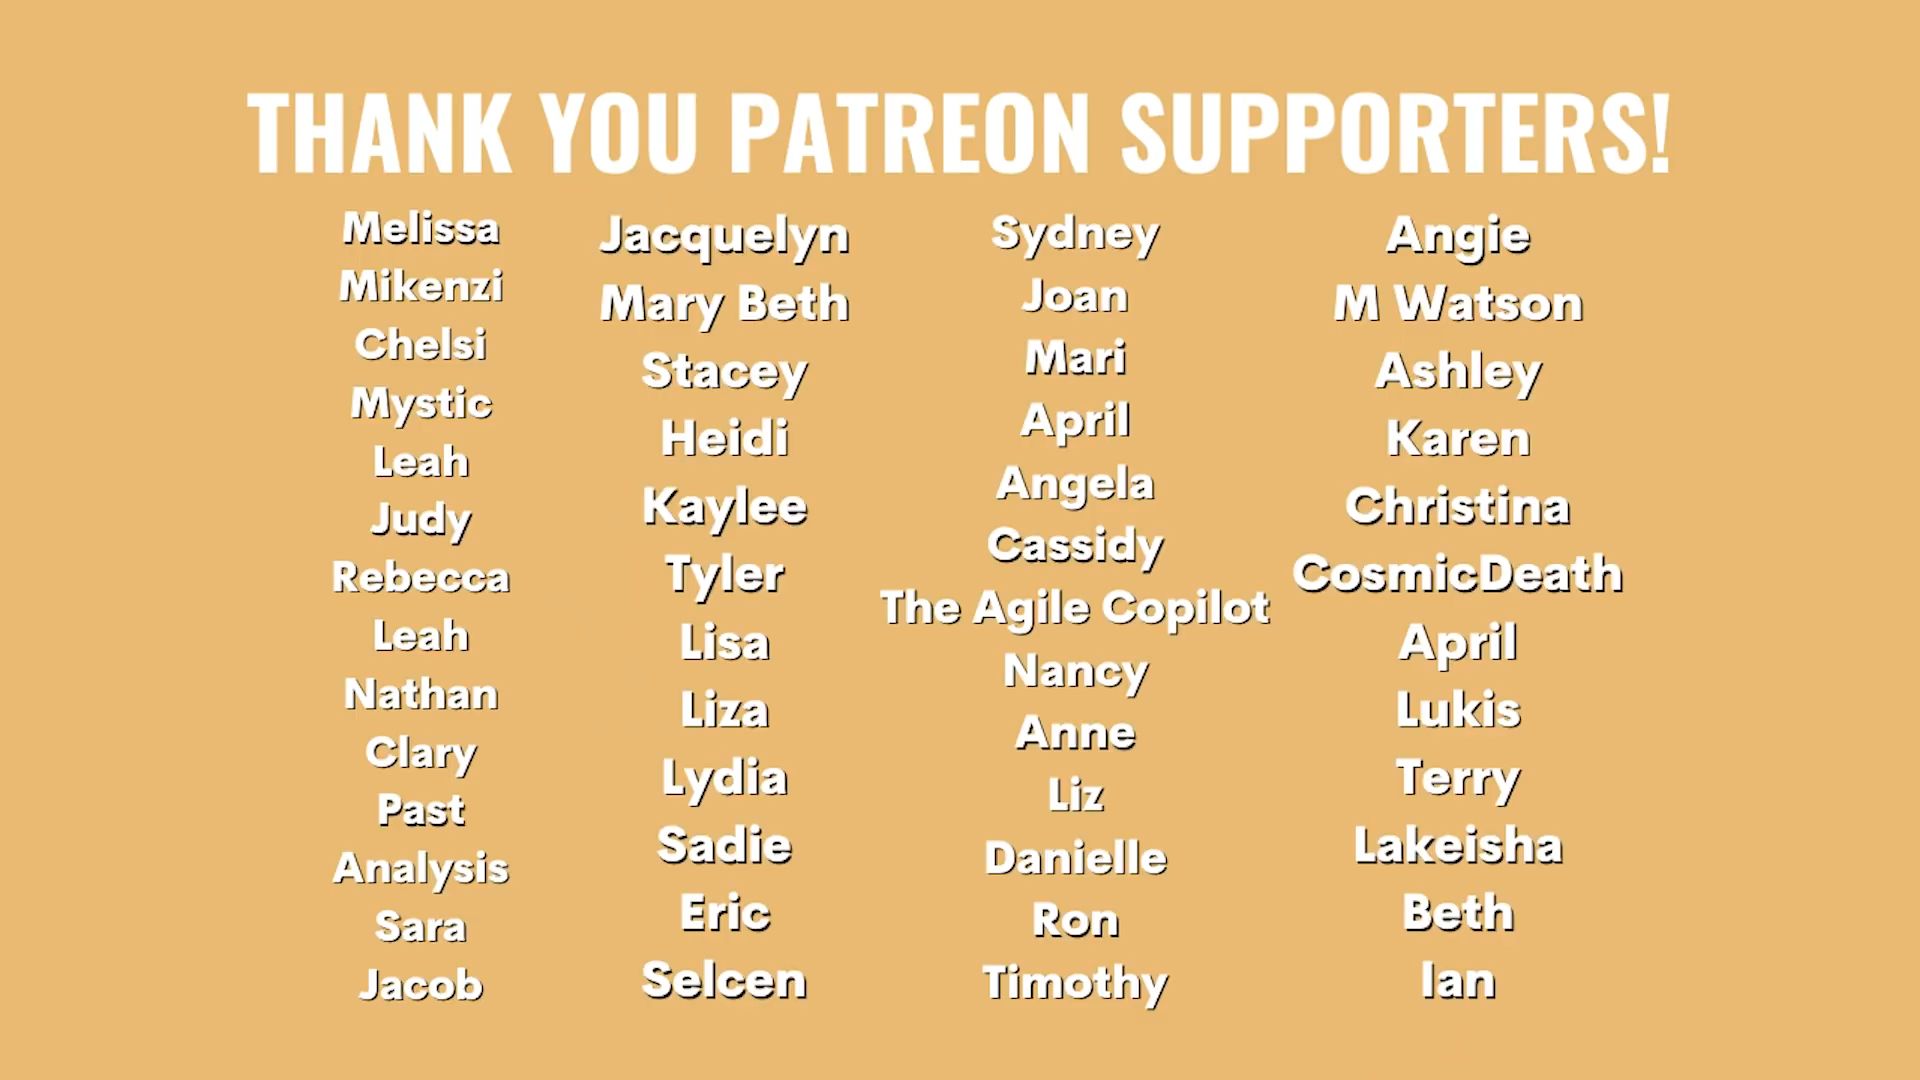 THANK YOU PATREON SUPPORTERS!
Melissa
Mikenzi
Chelsi
Mystic
Leah
Judy
Rebecca
Leah
Nathan
Clary
Past
Analysis
Sara
Jacob
Jacquelyn
Mary Beth
Stacey
Heidi
Kaylee
Tyler
Lisa
Liza
Lydia
Sadie
Eric
Selcen
Sydney
Joan
Mari
April
Angela
Cassidy
The Agile Copilot
Nancy
Anne
Liz
Danielle
Ron
Timothy
Angie
M Watson
Ashley
Karen
Christina
CosmicDeath
April
Lukis
Terry
Lakeisha
Beth
Ian